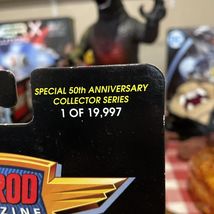 SPECIAL 50th ANNIVERSARY
COLLECTOR SERIES
1 OF 19,997
ROD
ZINE